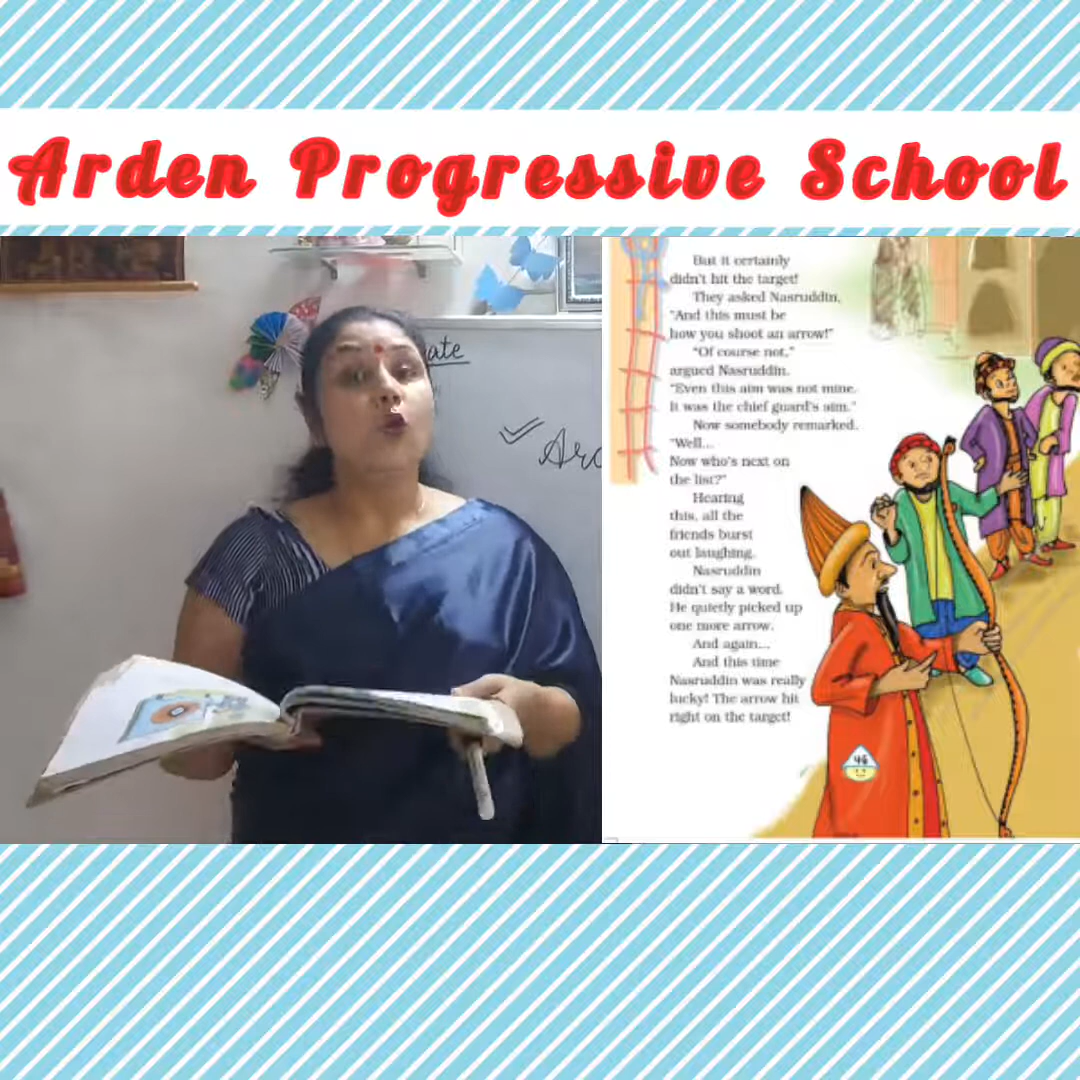 Arden Progressive School
ate
Arc
But it certainly
didn't hit the target!
They asked Nasruddin,
"And this must be
how you shoot an arrow!"
"Of course not,"
argued Nasruddin.
"Even this aim was not mine.
It was the chief guard's aim."
Now somebody remarked,
"Well...
Now who's next on
the list?"
Hearing
this, all the
friends burst
out laughing.
Nasruddin
didn't say a word.
He quietly picked up
one more arrow.
And again...
And this time
Nasruddin was really
lucky! The arrow hit
right on the target!
46